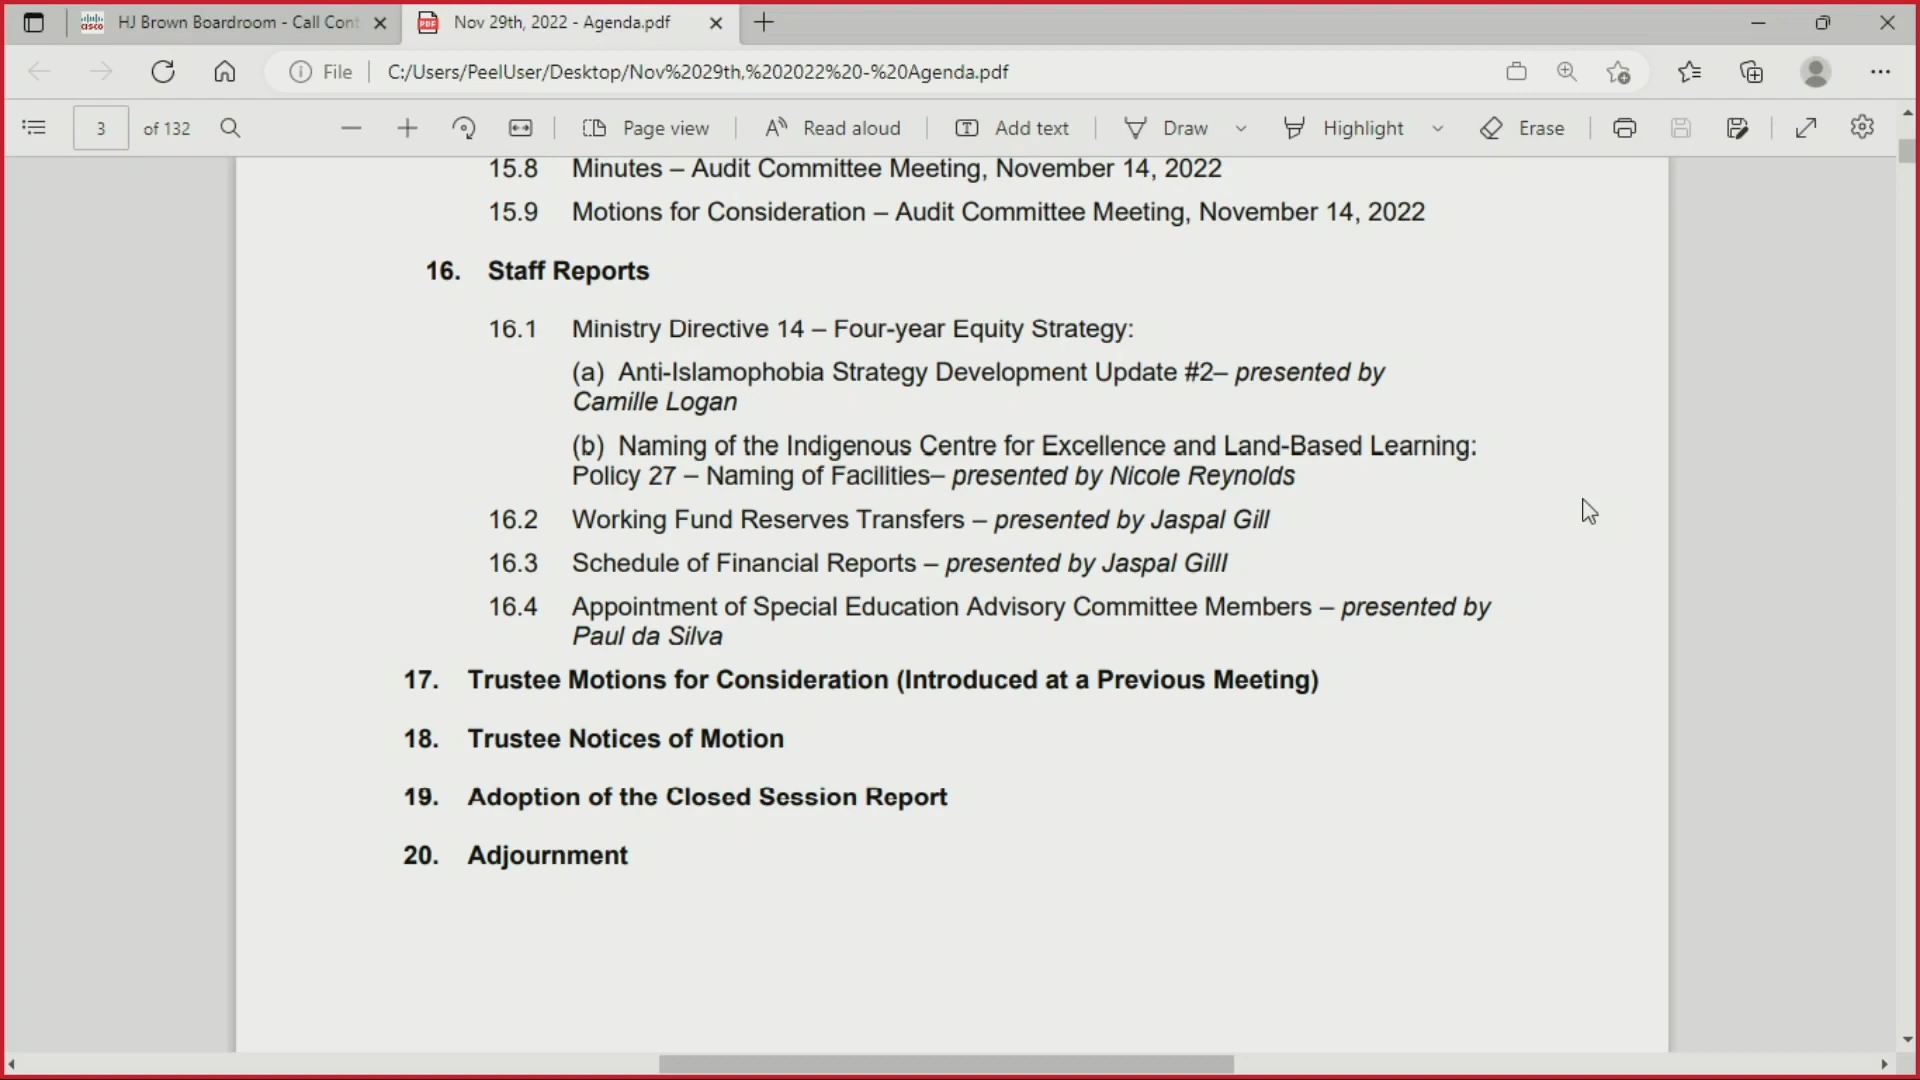 HJ Brown Boardroom - Call Cont
Nov 29th, 2022 - Agenda.pdf
File
C:/Users/PeelUser/Desktop/Nov%2029th,%202022%20-%20Agenda.pdf
3 of 132
Page view
Read aloud
Add text
Draw
Highlight
Erase
15.8 Minutes – Audit Committee Meeting, November 14, 2022
15.9 Motions for Consideration – Audit Committee Meeting, November 14, 2022
16. Staff Reports
16.1 Ministry Directive 14 – Four-year Equity Strategy:
(a) Anti-Islamophobia Strategy Development Update #2– presented by
Camille Logan
(b) Naming of the Indigenous Centre for Excellence and Land-Based Learning:
Policy 27 – Naming of Facilities– presented by Nicole Reynolds
16.2 Working Fund Reserves Transfers – presented by Jaspal Gill
16.3 Schedule of Financial Reports – presented by Jaspal Gilll
16.4 Appointment of Special Education Advisory Committee Members – presented by
Paul da Silva
17. Trustee Motions for Consideration (Introduced at a Previous Meeting)
18. Trustee Notices of Motion
19. Adoption of the Closed Session Report
20. Adjournment